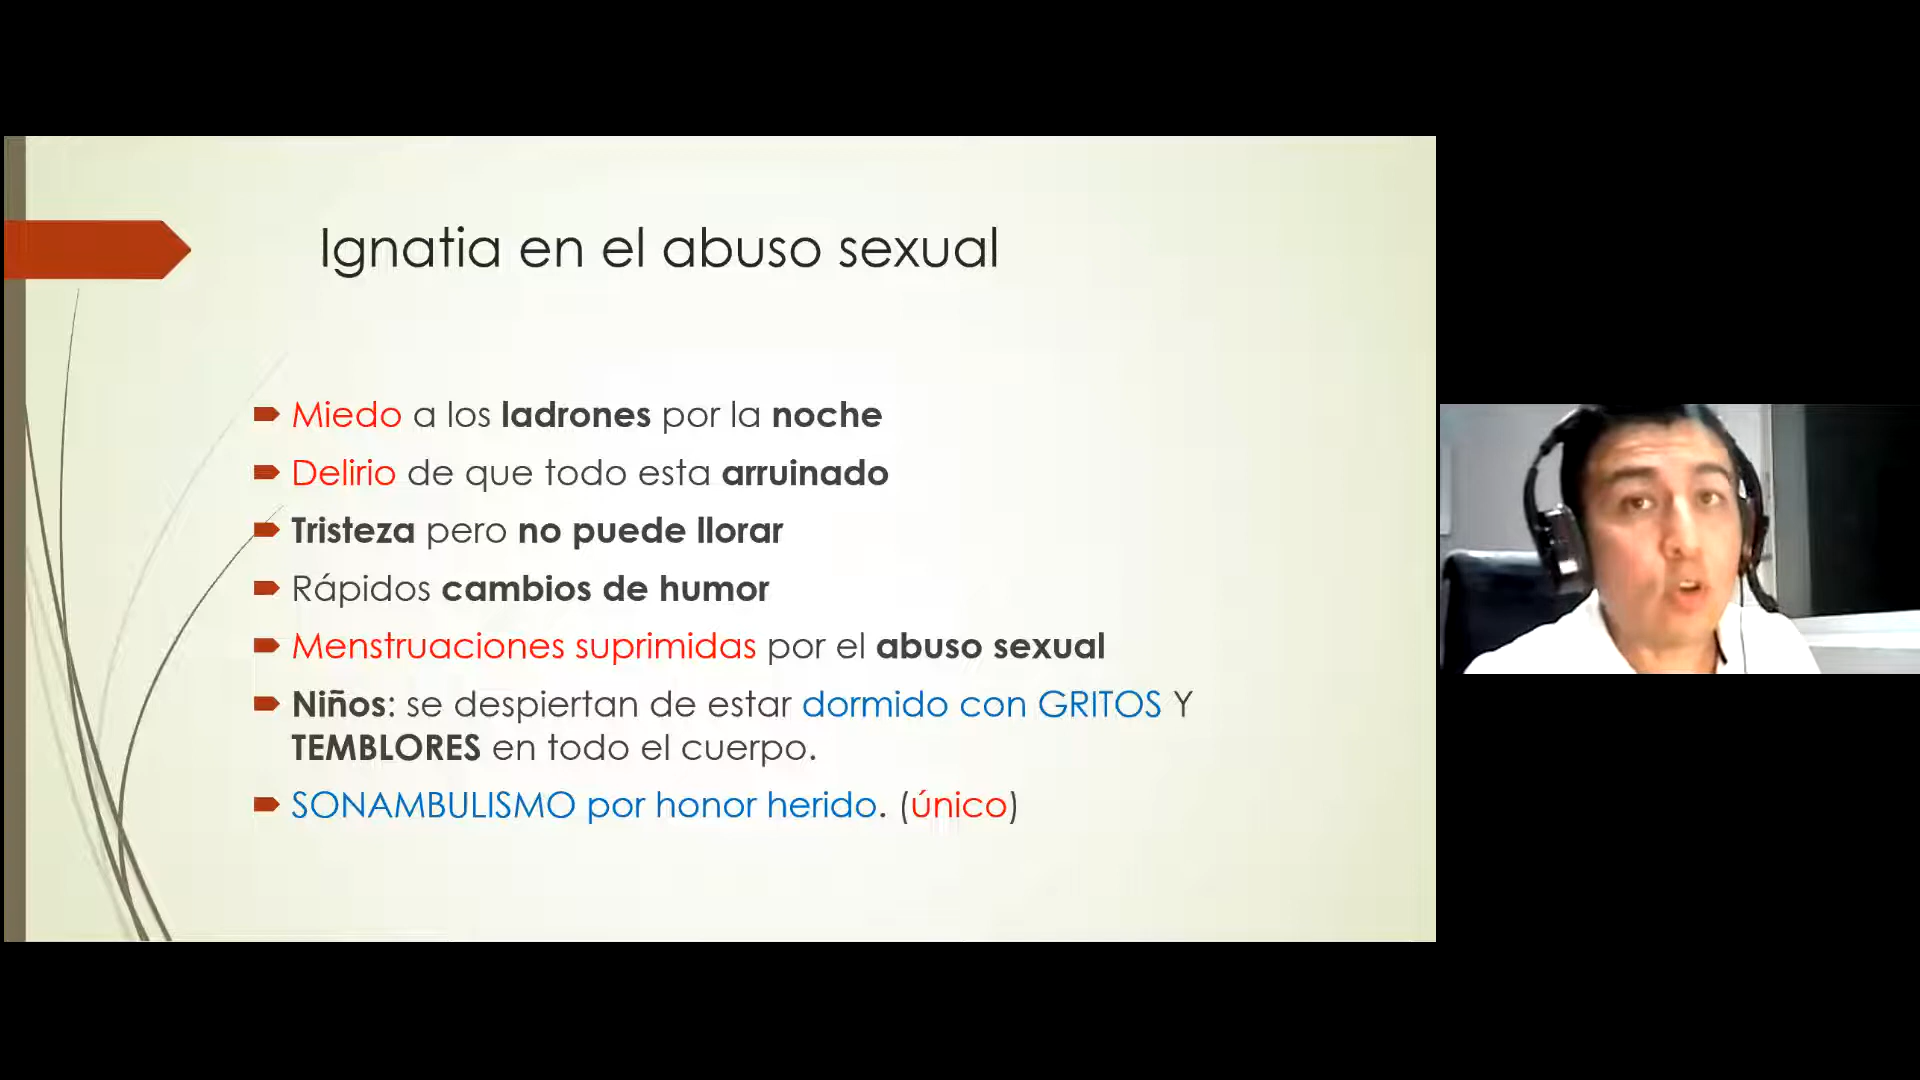 Ignatia en el abuso sexual
Miedo a los ladrones por la noche
Delirio de que todo esta arruinado
Tristeza pero no puede llorar
Rápidos cambios de humor
Menstruaciones suprimidas por el abuso sexual
Niños: se despiertan de estar dormido con GRITOS Y
TEMBLORES en todo el cuerpo.
SONAMBULISMO por honor herido. (único)